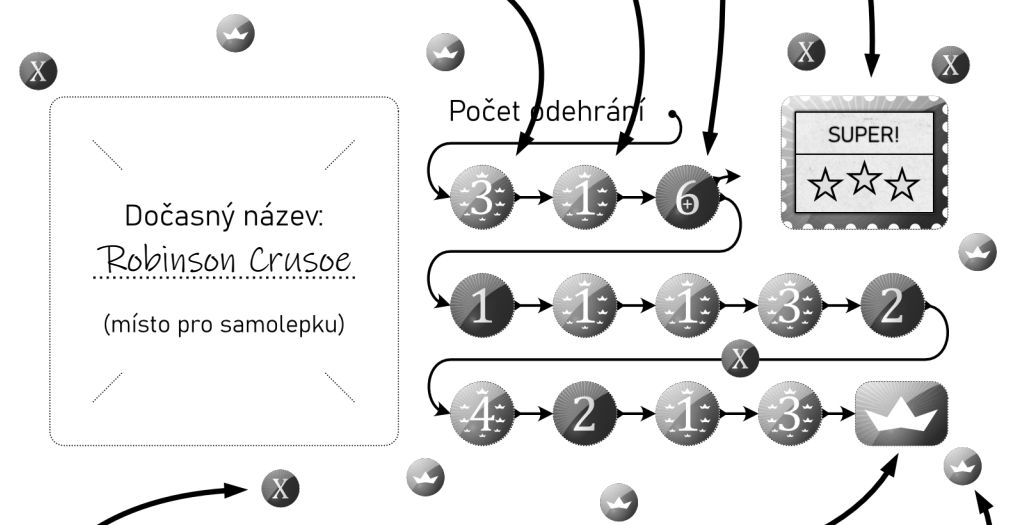 X
X
X
Počet odehrání
SUPER!
Dočasný název:
Robinson Crusoe
(místo pro samolepku)
3 1 6+
1 1 1 3 2
X
4 2 1 3
X